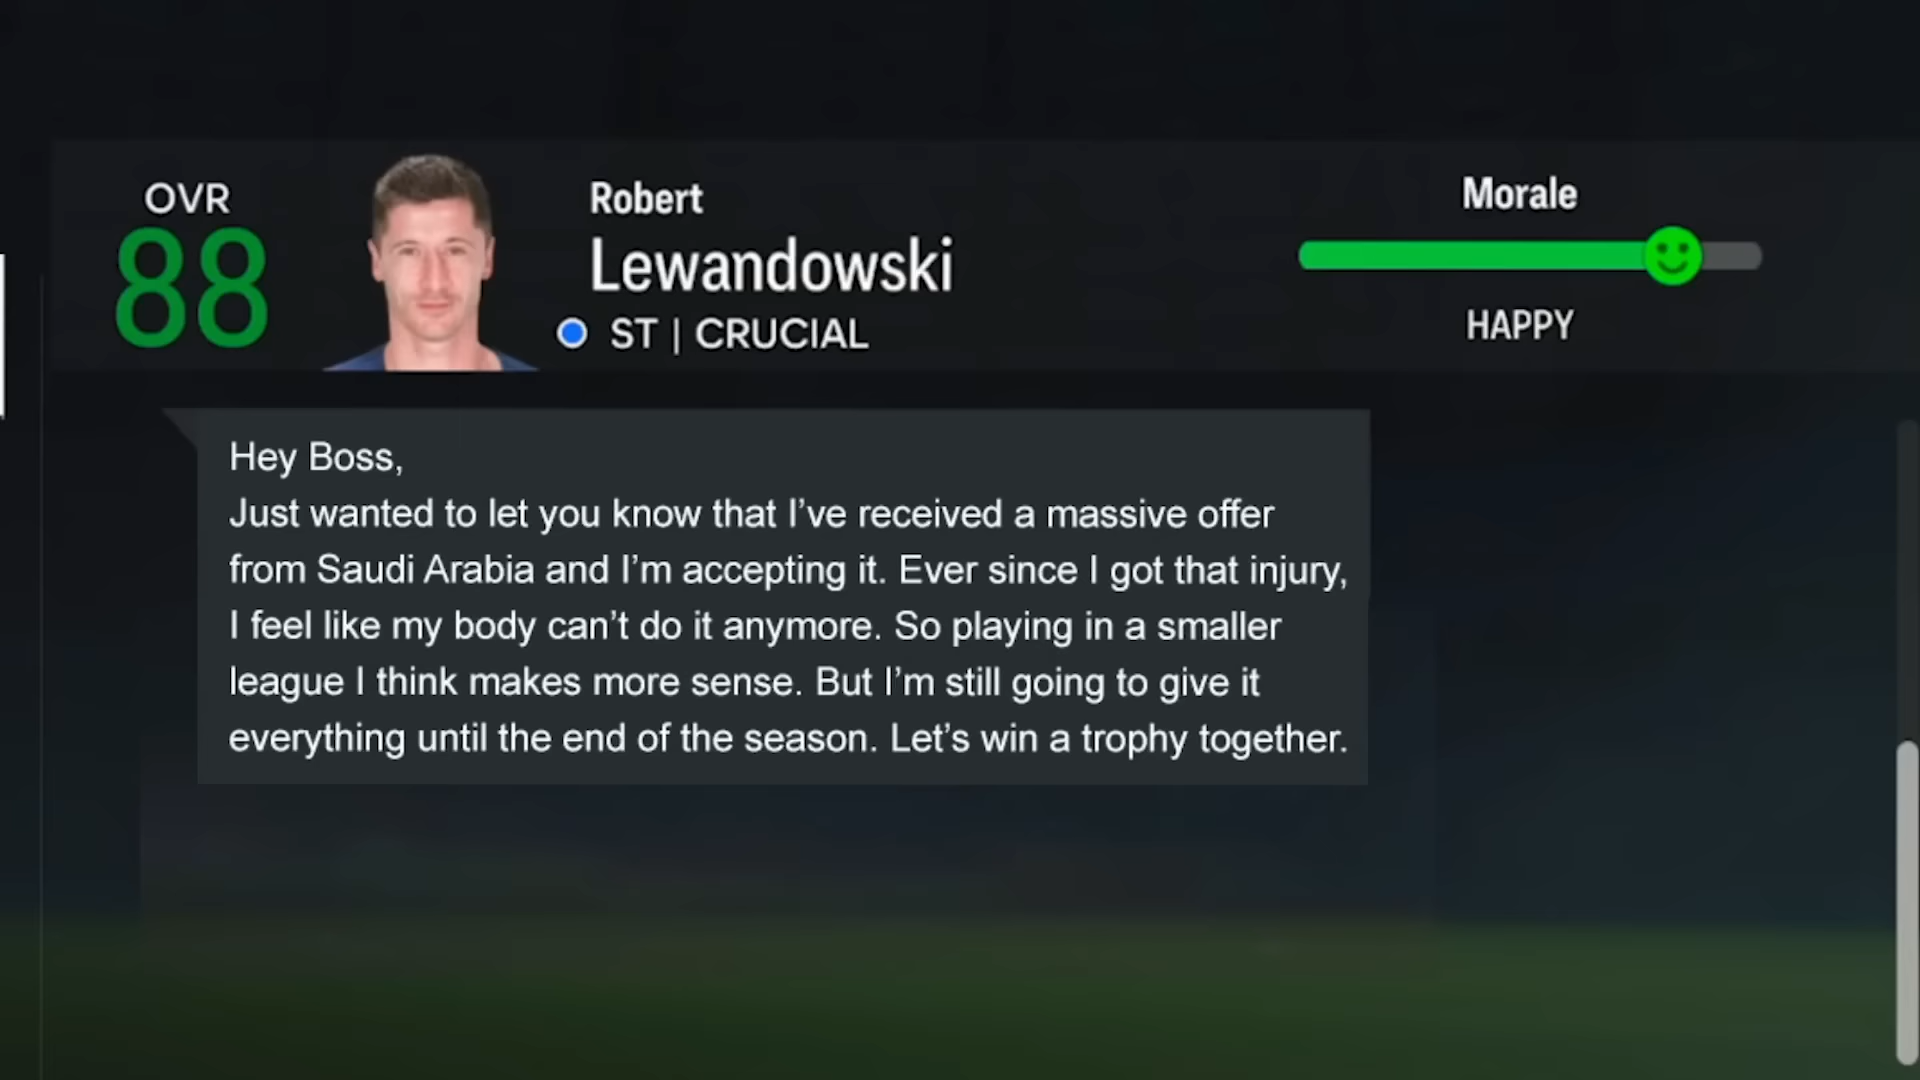 OVR
88
Robert
Lewandowski
ST | CRUCIAL
Morale
HAPPY
Hey Boss,
Just wanted to let you know that I’ve received a massive offer
from Saudi Arabia and I’m accepting it. Ever since I got that injury,
I feel like my body can’t do it anymore. So playing in a smaller
league I think makes more sense. But I’m still going to give it
everything until the end of the season. Let’s win a trophy together.